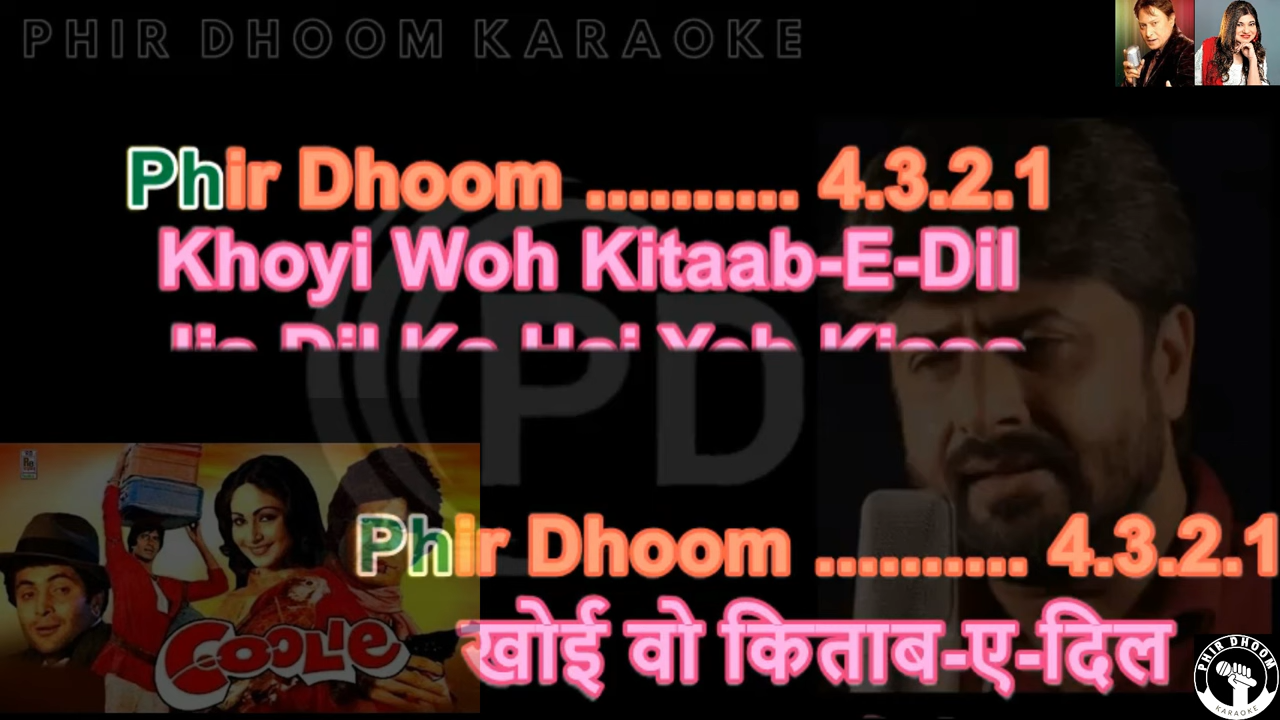 PHIR DHOOM KARAOKE
Phir Dhoom .......... 4.3.2.1
Khoyi Woh Kitaab-E-Dil
PD
COOLIE
Phir Dhoom .......... 4.3.2.1
खोई वो किताब-ए-दिल
PHIR DHOOM
KARAOKE